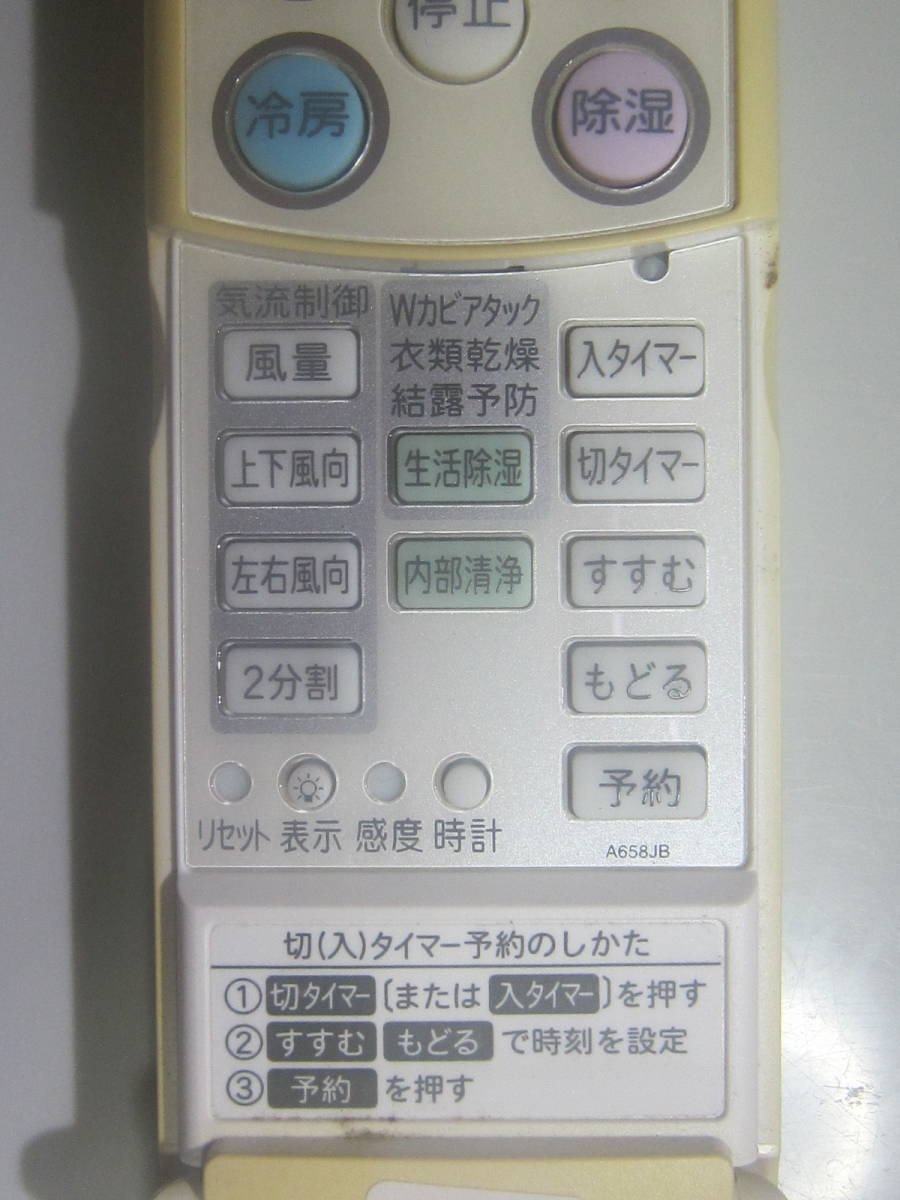 停止
冷房
除湿
気流制御
風量
上下風向
左右風向
2分割
Wカビアタック
衣類乾燥
結露予防
生活除湿
内部清浄
入タイマー
切タイマー
すすむ
もどる
予約
リセット 表示 感度 時計
A658JB
切(入)タイマー予約のしかた
①切タイマー〔または入タイマー〕を押す
②すすむ もどる で時刻を設定
③予約 を押す